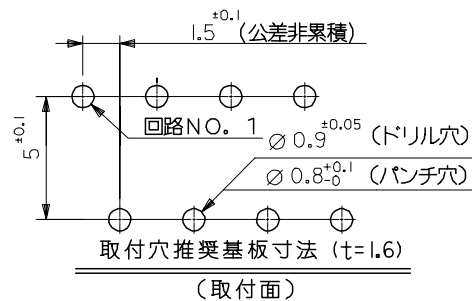 1.5±0.1 (公差非累積)
回路NO. 1
5±0.1
∅0.9±0.05 (ドリル穴)
∅0.8+0.1-0 (パンチ穴)
取付穴推奨基板寸法 (t=1.6)
(取付面)